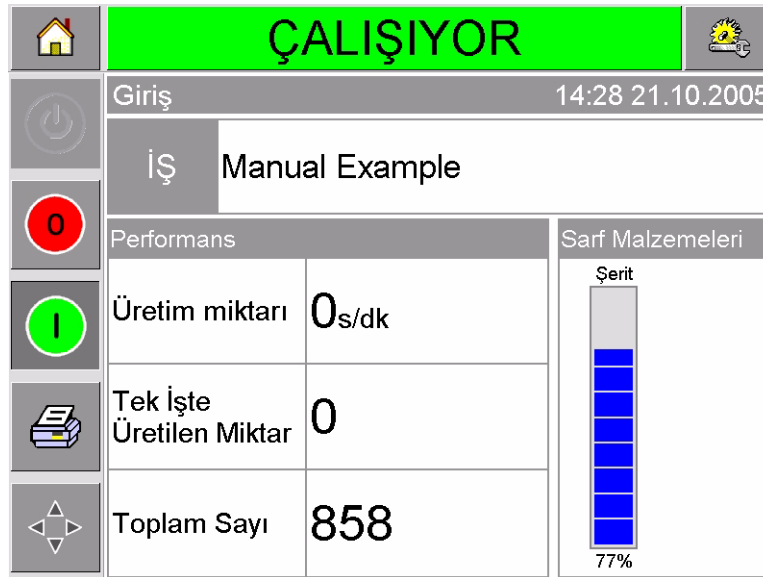 ÇALIŞIYOR
Giriş 14:28 21.10.2005
İŞ Manual Example
0
Performans
Sarf Malzemeleri
Şerit
Üretim miktarı 0s/dk
I
Tek İşte
Üretilen Miktar 0
Toplam Sayı 858
77%